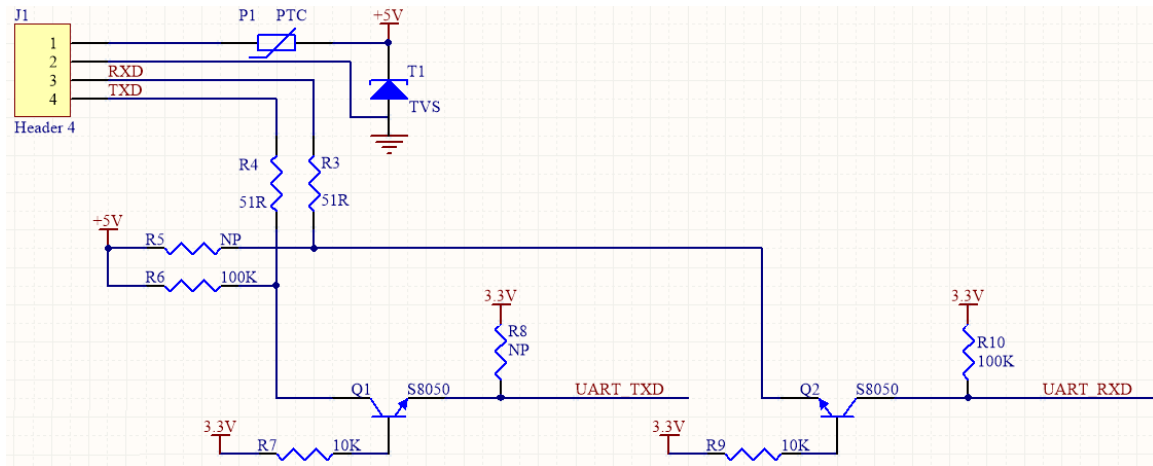 J1
P1 PTC +5V
1
2
RXD
3
TXD
4
T1
TVS
Header 4
R4 R3
51R 51R
+5V
R5 NP
R6 100K
3.3V 3.3V
R8
NP
R10
100K
Q1 S8050 UART_TXD Q2 S8050 UART_RXD
3.3V 3.3V
R7 10K R9 10K